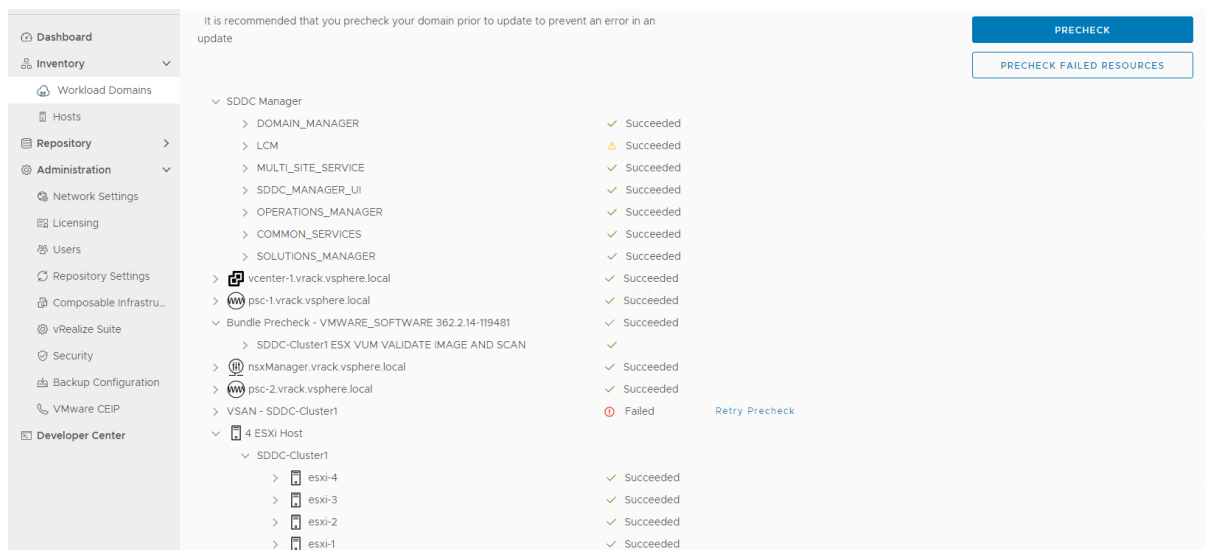 It is recommended that you precheck your domain prior to update to prevent an error in an
update
PRECHECK
PRECHECK FAILED RESOURCES
Dashboard
Inventory
Workload Domains
Hosts
Repository
Administration
Network Settings
Licensing
Users
Repository Settings
Composable Infrastru...
vRealize Suite
Security
Backup Configuration
VMware CEIP
Developer Center
SDDC Manager
DOMAIN_MANAGER Succeeded
LCM Succeeded
MULTI_SITE_SERVICE Succeeded
SDDC_MANAGER_UI Succeeded
OPERATIONS_MANAGER Succeeded
COMMON_SERVICES Succeeded
SOLUTIONS_MANAGER Succeeded
vcenter-1.vrack.vsphere.local Succeeded
psc-1.vrack.vsphere.local Succeeded
Bundle Precheck - VMWARE_SOFTWARE 362.2.14-119481 Succeeded
SDDC-Cluster1 ESX VUM VALIDATE IMAGE AND SCAN
nsxManager.vrack.vsphere.local Succeeded
psc-2.vrack.vsphere.local Succeeded
VSAN - SDDC-Cluster1 Failed Retry Precheck
4 ESXi Host
SDDC-Cluster1
esxi-4 Succeeded
esxi-3 Succeeded
esxi-2 Succeeded
esxi-1 Succeeded